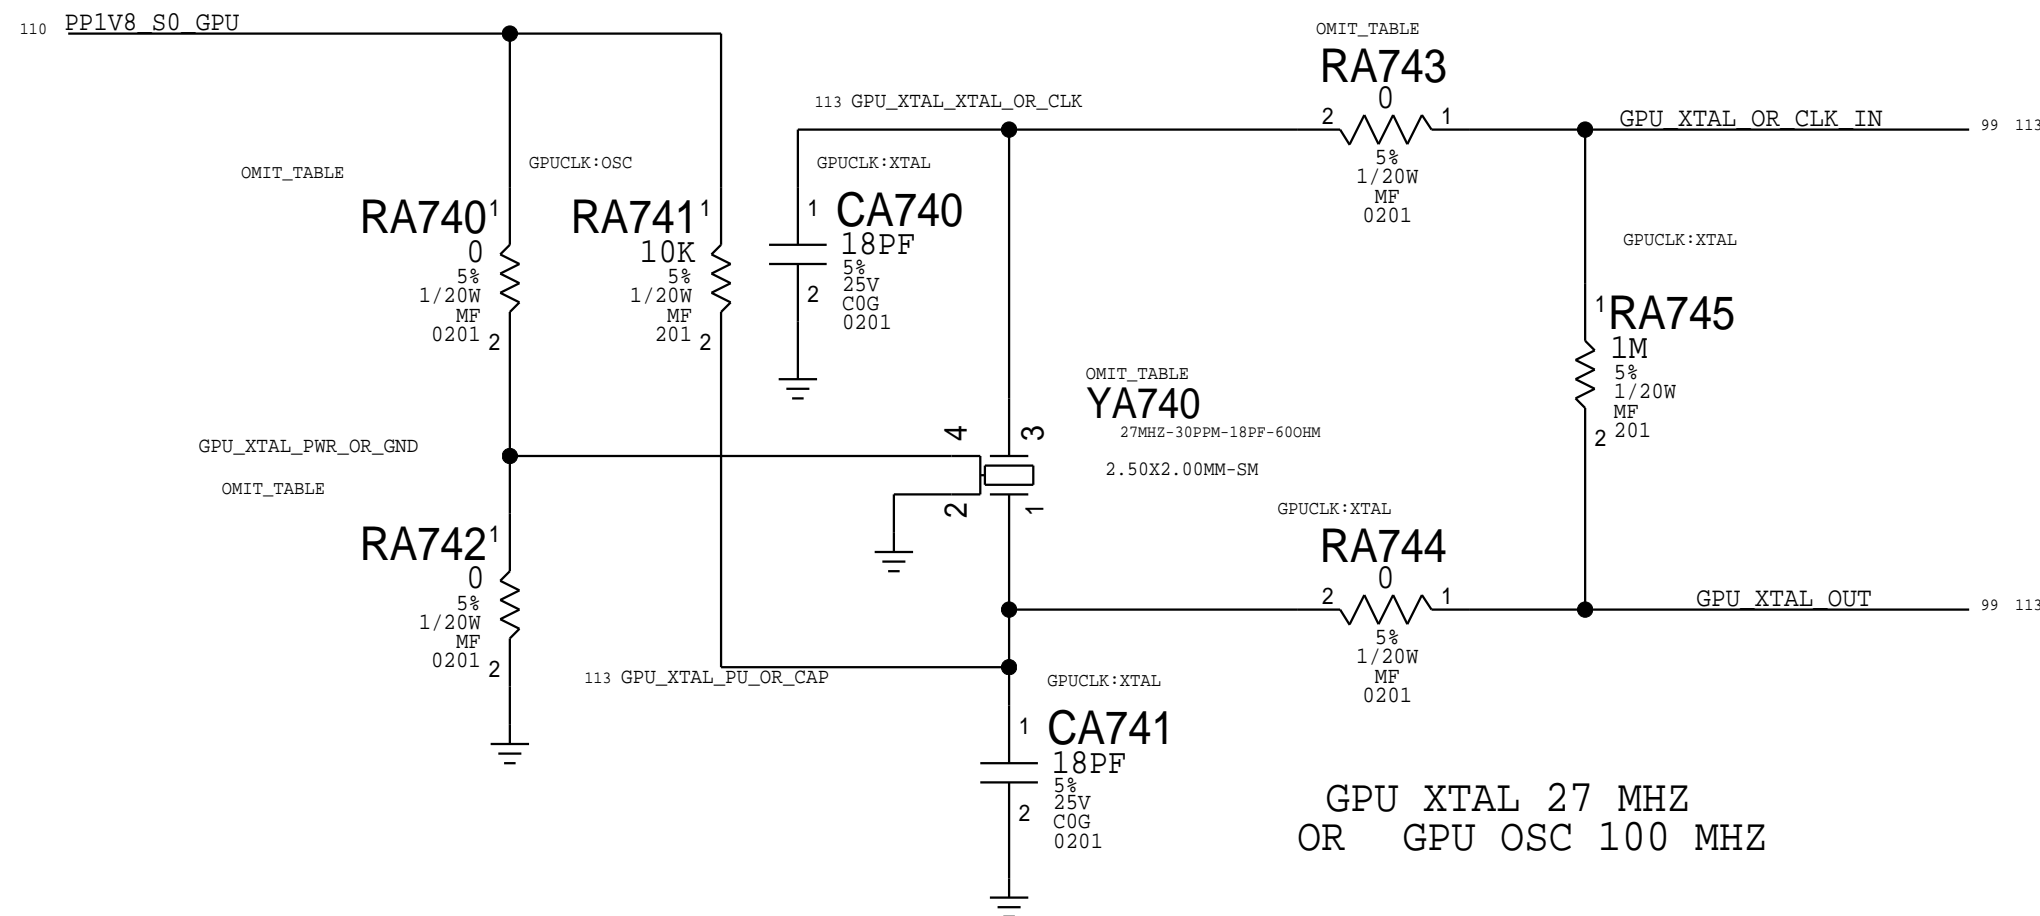 110 PP1V8_S0_GPU
OMIT_TABLE
RA740
1
0
5%
1/20W
MF
0201
2
GPUCLK:OSC
RA741
1
10K
5%
1/20W
MF
201
2
113 GPU_XTAL_XTAL_OR_CLK
GPUCLK:XTAL
1
CA740
18PF
5%
25V
C0G
0201
2
OMIT_TABLE
RA743
0
2
1
5%
1/20W
MF
0201
GPU_XTAL_OR_CLK_IN
99 113
GPUCLK:XTAL
1
RA745
1M
5%
1/20W
MF
201
2
OMIT_TABLE
YA740
27MHZ-30PPM-18PF-60OHM
2.50X2.00MM-SM
4
3
2
1
GPU_XTAL_PWR_OR_GND
OMIT_TABLE
RA742
1
0
5%
1/20W
MF
0201
2
GPUCLK:XTAL
RA744
0
2
1
5%
1/20W
MF
0201
GPU_XTAL_OUT
99 113
113 GPU_XTAL_PU_OR_CAP
GPUCLK:XTAL
1
CA741
18PF
5%
25V
C0G
0201
2
GPU XTAL 27 MHZ
OR GPU OSC 100 MHZ